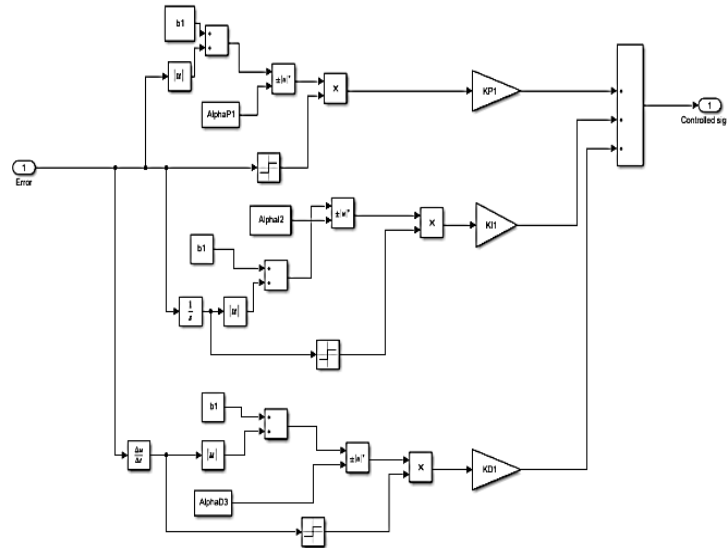 b1
|u|
±|u|ᵛ
×
AlphaP1
KP1
1
Controlled sig
1
Error
AlphaI2
±|u|ᵛ
×
KI1
b1
1
s
|u|
b1
Δu
Δt
|u|
±|u|ᵛ
×
KD1
AlphaD3